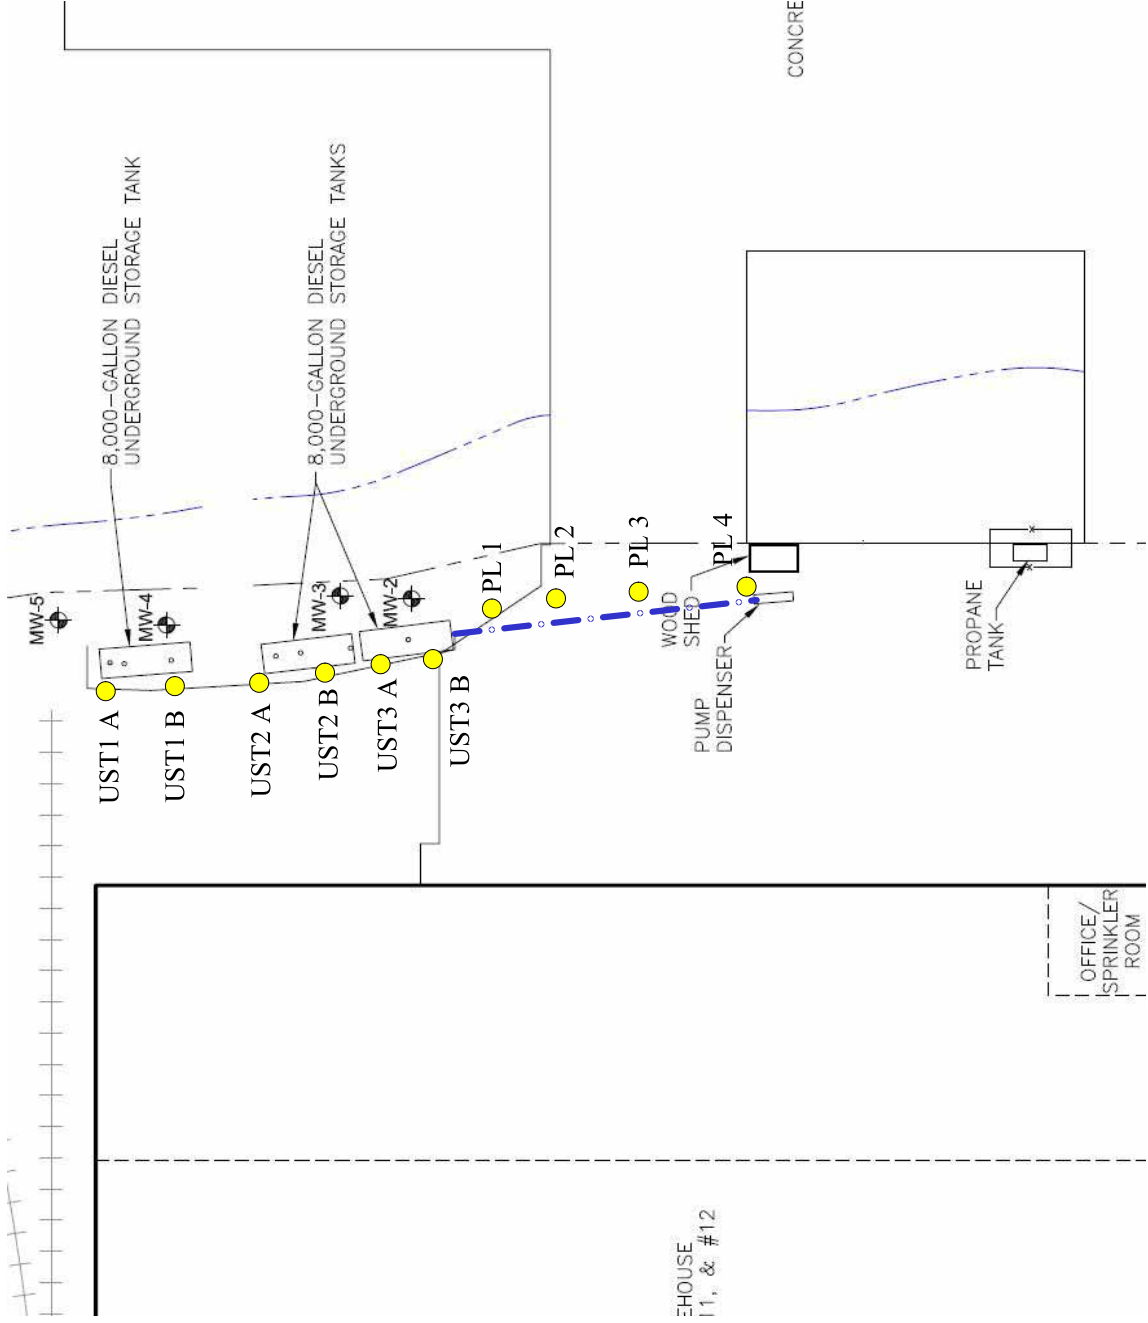 CONCRE
8,000-GALLON DIESEL
UNDERGROUND STORAGE TANK
8,000-GALLON DIESEL
UNDERGROUND STORAGE TANKS
MW-5
MW-4
MW-3
MW-2
PL 1
PL 2
PL 3
PL 4
WOOD
SHED
PUMP
DISPENSER
PROPANE
TANK
UST1 A
UST1 B
UST2 A
UST2 B
UST3 A
UST3 B
OFFICE/
SPRINKLER
ROOM
EHOUSE
11, & #12